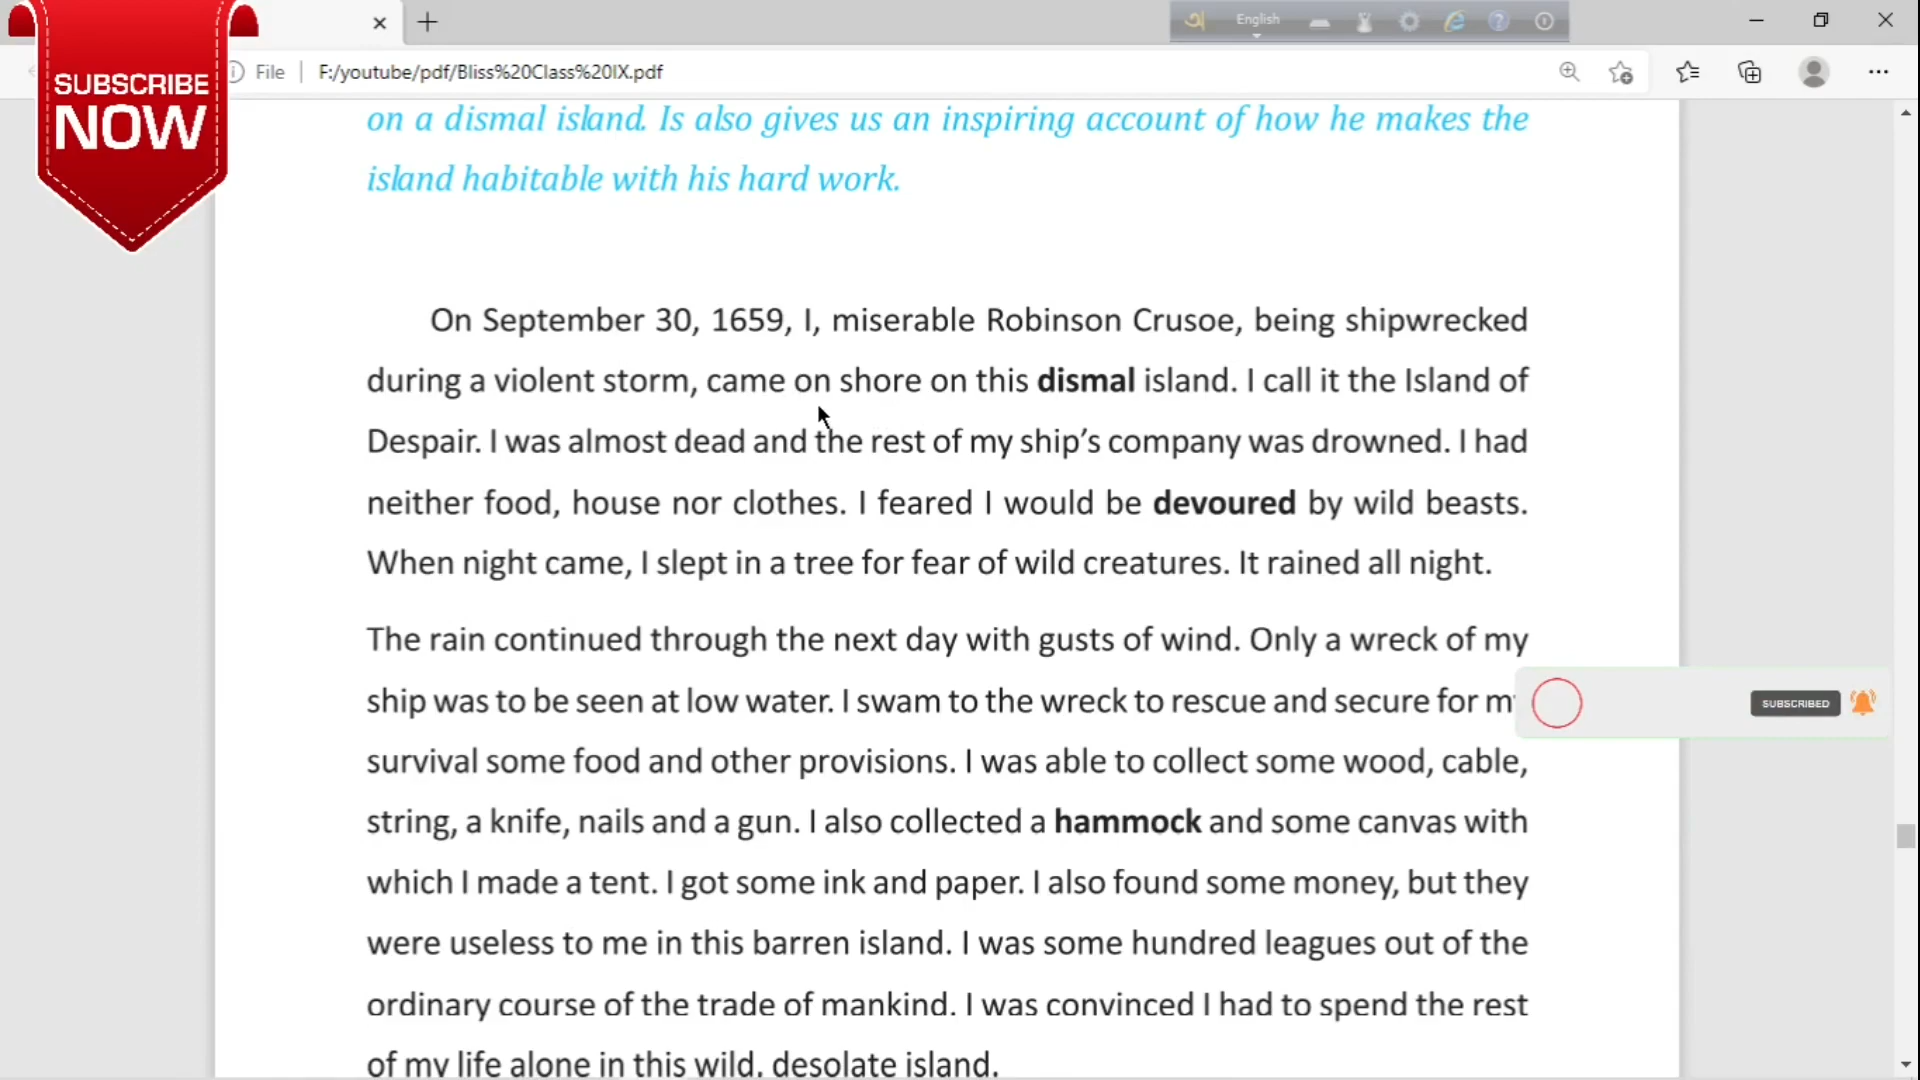 English
File
F:/youtube/pdf/Bliss%20Class%20IX.pdf
SUBSCRIBE
NOW
on a dismal island. Is also gives us an inspiring account of how he makes the
island habitable with his hard work.
On September 30, 1659, I, miserable Robinson Crusoe, being shipwrecked
during a violent storm, came on shore on this dismal island. I call it the Island of
Despair. I was almost dead and the rest of my ship’s company was drowned. I had
neither food, house nor clothes. I feared I would be devoured by wild beasts.
When night came, I slept in a tree for fear of wild creatures. It rained all night.
The rain continued through the next day with gusts of wind. Only a wreck of my
ship was to be seen at low water. I swam to the wreck to rescue and secure for my
SUBSCRIBED
survival some food and other provisions. I was able to collect some wood, cable,
string, a knife, nails and a gun. I also collected a hammock and some canvas with
which I made a tent. I got some ink and paper. I also found some money, but they
were useless to me in this barren island. I was some hundred leagues out of the
ordinary course of the trade of mankind. I was convinced I had to spend the rest
of my life alone in this wild, desolate island.